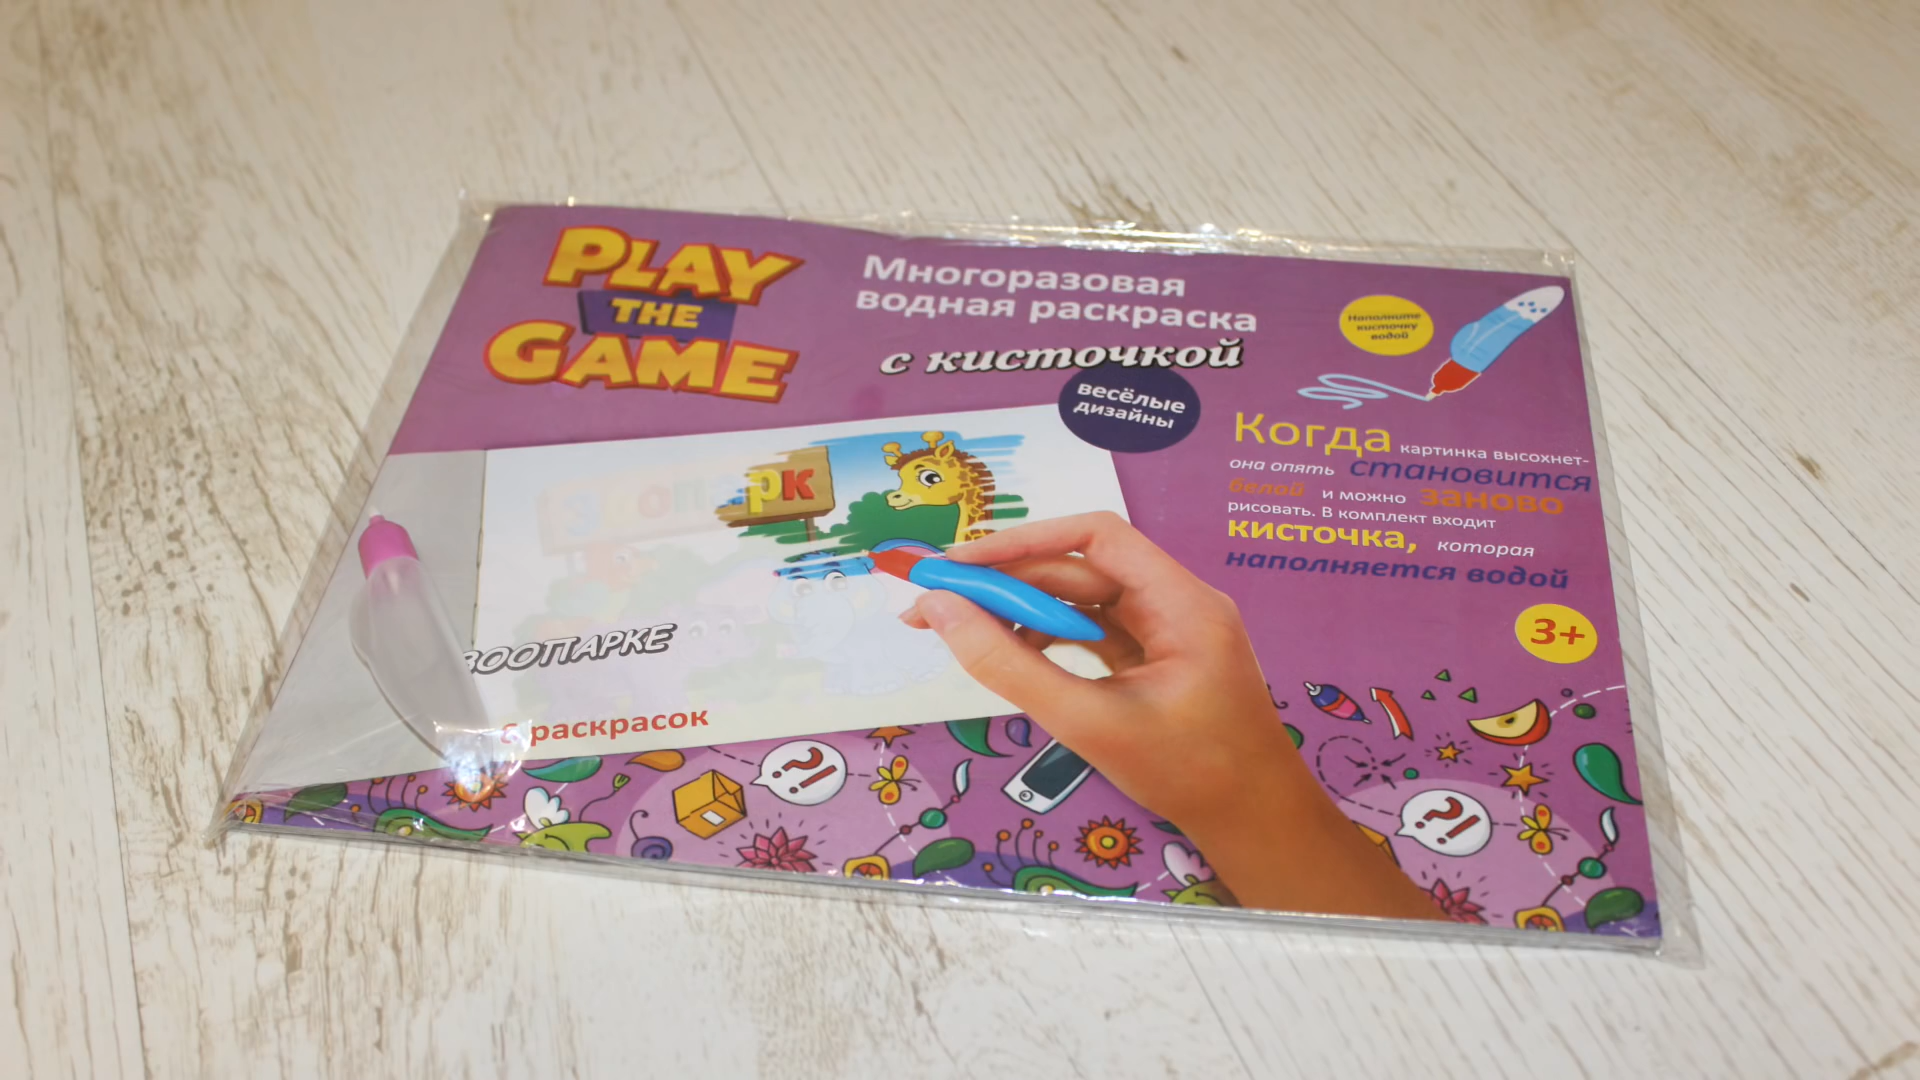 PLAY
THE
GAME
Многоразовая
водная раскраска
с кисточкой
весёлые
дизайны
Наполните
кисточку
водой
Когда картинка высохнет-
она опять становится
белой и можно заново
рисовать. В комплект входит
кисточка, которая
наполняется водой
3+
Зоопарк
ЗООПАРКЕ
раскрасок
?!
?!